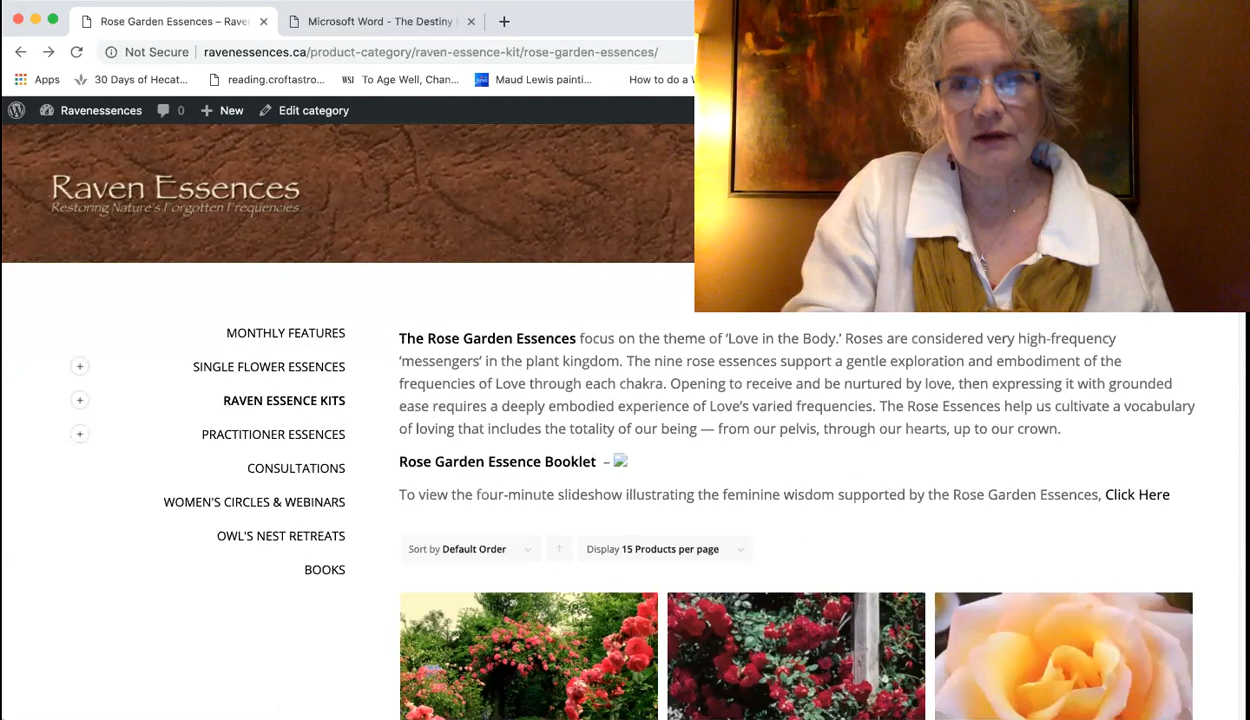 Rose Garden Essences – Raven
Microsoft Word - The Destiny
Not Secure
ravenessences.ca/product-category/raven-essence-kit/rose-garden-essences/
Apps
30 Days of Hecat...
reading.croftastro...
WSJ To Age Well, Chan...
Maud Lewis painti...
How to do a
Ravenessences
0
New
Edit category
Raven Essences
Restoring Nature's Forgotten Frequencies
MONTHLY FEATURES
SINGLE FLOWER ESSENCES
RAVEN ESSENCE KITS
PRACTITIONER ESSENCES
CONSULTATIONS
WOMEN'S CIRCLES & WEBINARS
OWL'S NEST RETREATS
BOOKS
The Rose Garden Essences focus on the theme of ‘Love in the Body.’ Roses are considered very high-frequency
‘messengers’ in the plant kingdom. The nine rose essences support a gentle exploration and embodiment of the
frequencies of Love through each chakra. Opening to receive and be nurtured by love, then expressing it with grounded
ease requires a deeply embodied experience of Love’s varied frequencies. The Rose Essences help us cultivate a vocabulary
of loving that includes the totality of our being — from our pelvis, through our hearts, up to our crown.
Rose Garden Essence Booklet –
To view the four-minute slideshow illustrating the feminine wisdom supported by the Rose Garden Essences, Click Here
Sort by Default Order
Display 15 Products per page